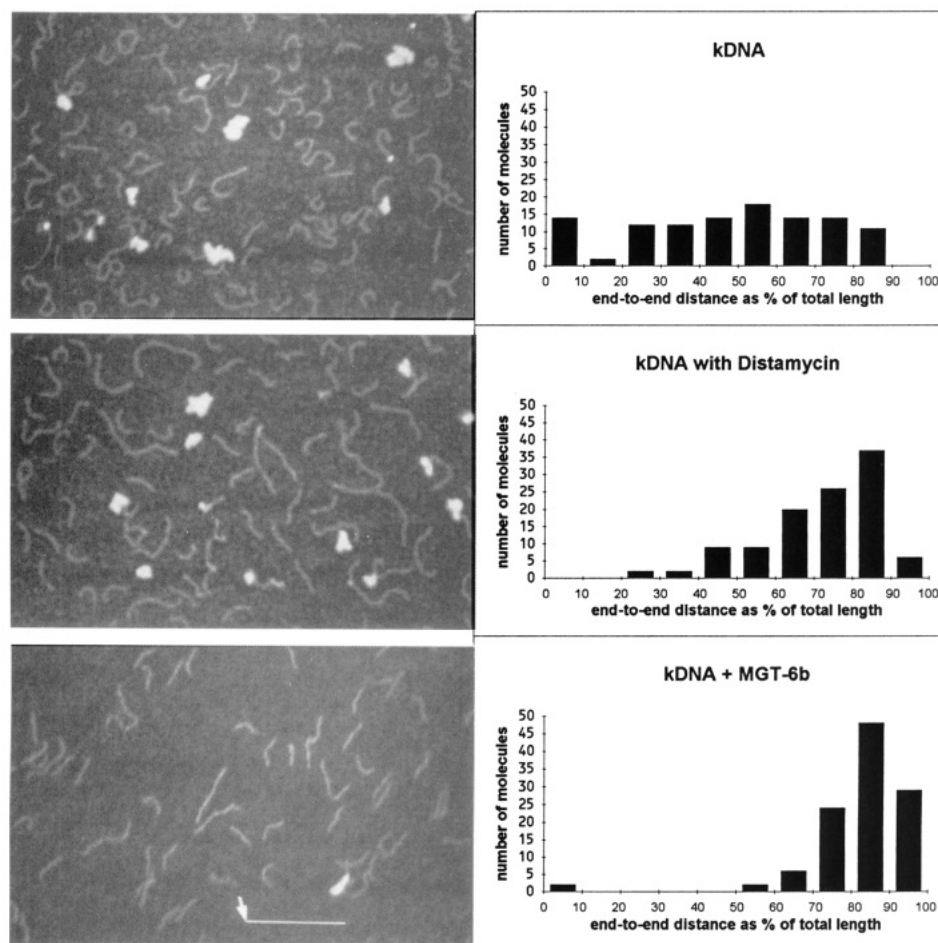 kDNA
number of molecules
50
45
40
35
30
25
20
15
10
5
0
0 10 20 30 40 50 60 70 80 90 100
end-to-end distance as % of total length
kDNA with Distamycin
number of molecules
50
45
40
35
30
25
20
15
10
5
0
0 10 20 30 40 50 60 70 80 90 100
end-to-end distance as % of total length
kDNA + MGT-6b
number of molecules
50
45
40
35
30
25
20
15
10
5
0
0 10 20 30 40 50 60 70 80 90 100
end-to-end distance as % of total length